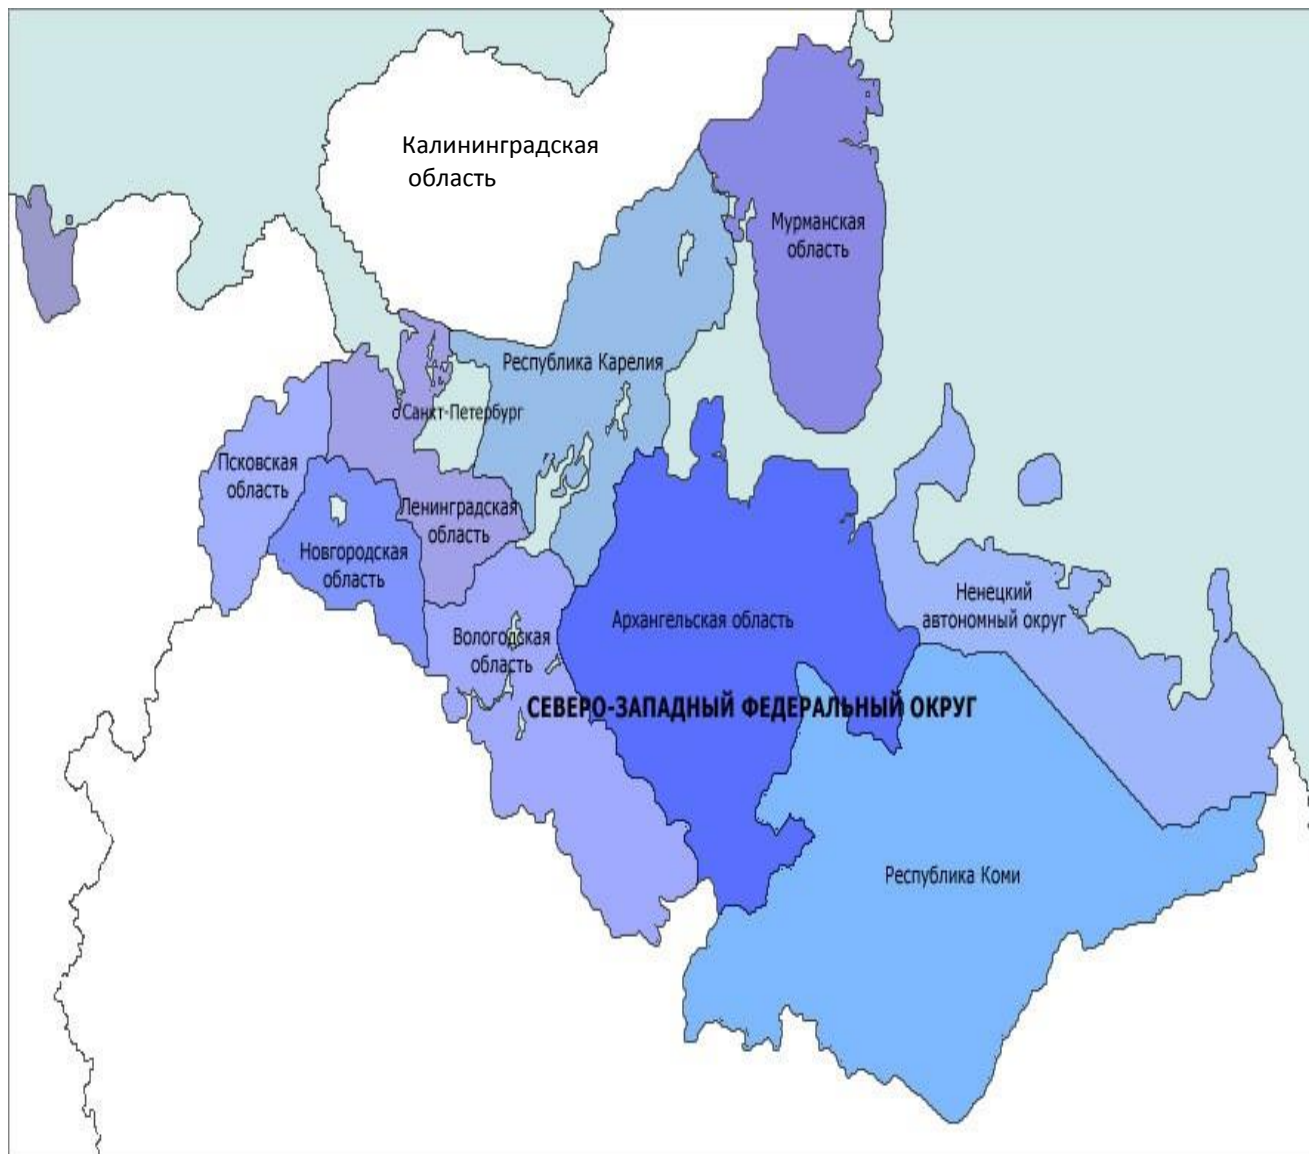 Калининградская
область
Мурманская
область
Республика Карелия
Санкт-Петербург
Псковская
область
Ленинградская
область
Новгородская
область
Ненецкий
автономный округ
Архангельская область
Вологодская
область
СЕВЕРО-ЗАПАДНЫЙ ФЕДЕРАЛЬНЫЙ ОКРУГ
Республика Коми